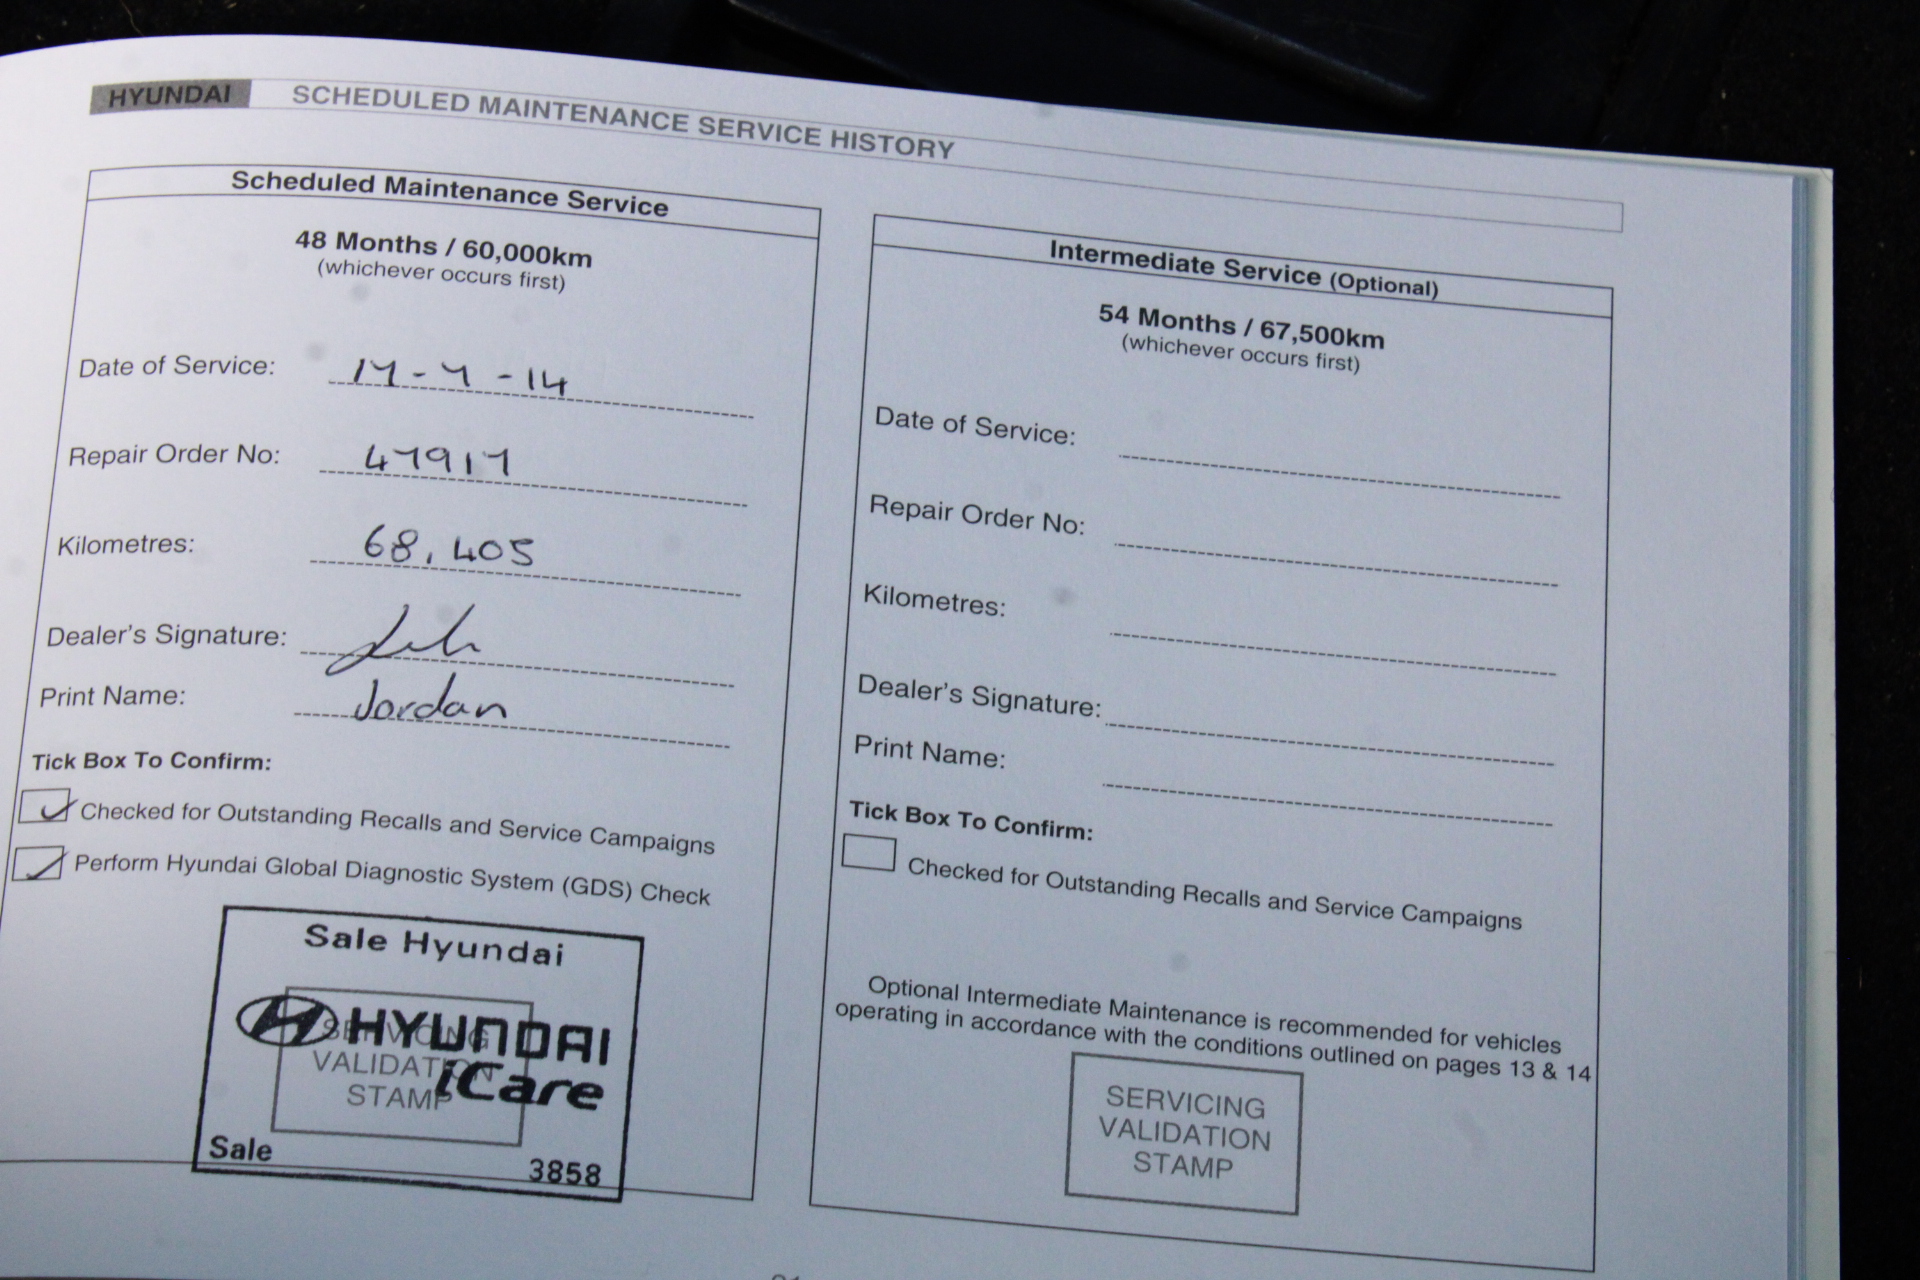 HYUNDAI SCHEDULED MAINTENANCE SERVICE HISTORY
Scheduled Maintenance Service
48 Months / 60,000km
(whichever occurs first)
Date of Service: 17-7-14
Repair Order No: 47917
Kilometres: 68,405
Dealer's Signature:
Print Name: Jordan
Tick Box To Confirm:
Checked for Outstanding Recalls and Service Campaigns
Perform Hyundai Global Diagnostic System (GDS) Check
Sale Hyundai
HYUNDAI
iCare
SERVICING
VALIDATION
STAMP
Sale 3858
Intermediate Service (Optional)
54 Months / 67,500km
(whichever occurs first)
Date of Service:
Repair Order No:
Kilometres:
Dealer's Signature:
Print Name:
Tick Box To Confirm:
Checked for Outstanding Recalls and Service Campaigns
Optional Intermediate Maintenance is recommended for vehicles
operating in accordance with the conditions outlined on pages 13 & 14
SERVICING
VALIDATION
STAMP